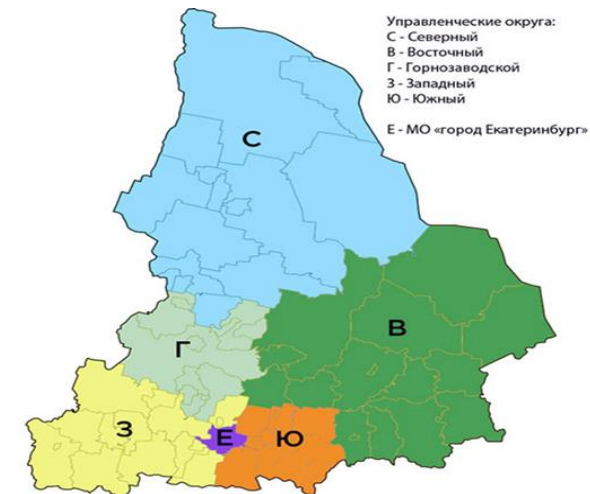 Управленческие округа:
С - Северный
В - Восточный
Г - Горнозаводской
З - Западный
Ю - Южный
Е - МО «город Екатеринбург»
С
В
Г
З
Е
Ю